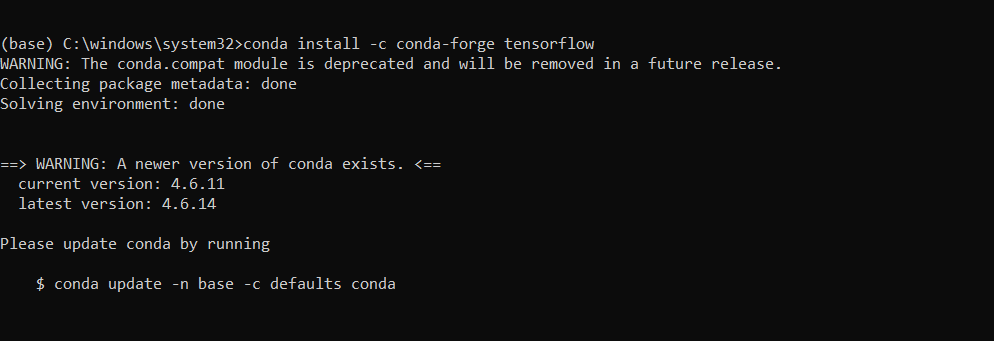 (base) C:\windows\system32>conda install -c conda-forge tensorflow
WARNING: The conda.compat module is deprecated and will be removed in a future release.
Collecting package metadata: done
Solving environment: done
==> WARNING: A newer version of conda exists. <==
current version: 4.6.11
latest version: 4.6.14
Please update conda by running
$ conda update -n base -c defaults conda